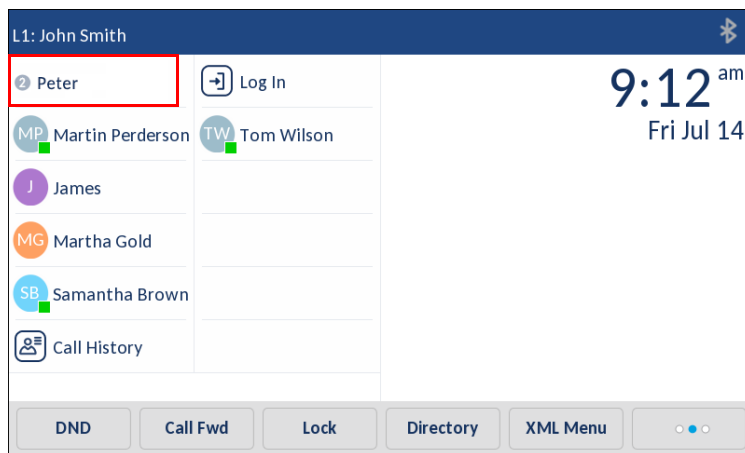 L1: John Smith
2 Peter
Log In
9:12 am
Fri Jul 14
MP Martin Perderson
TW Tom Wilson
J James
MG Martha Gold
SB Samantha Brown
Call History
DND
Call Fwd
Lock
Directory
XML Menu